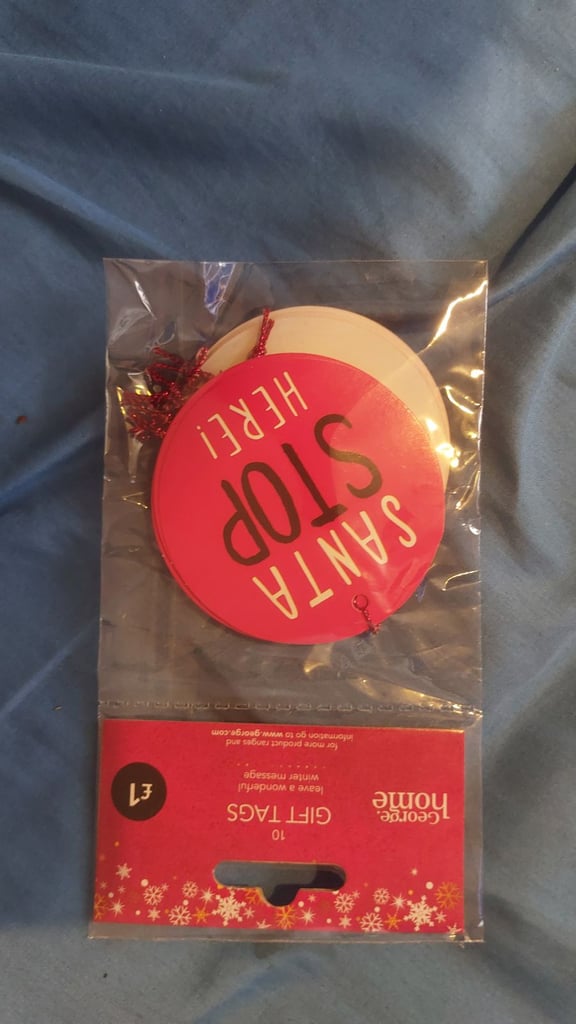 George.
home
10
GIFT TAGS
leave a wonderful
winter message
£1
for more product ranges and
information go to www.george.com
SANTA
STOP
HERE!